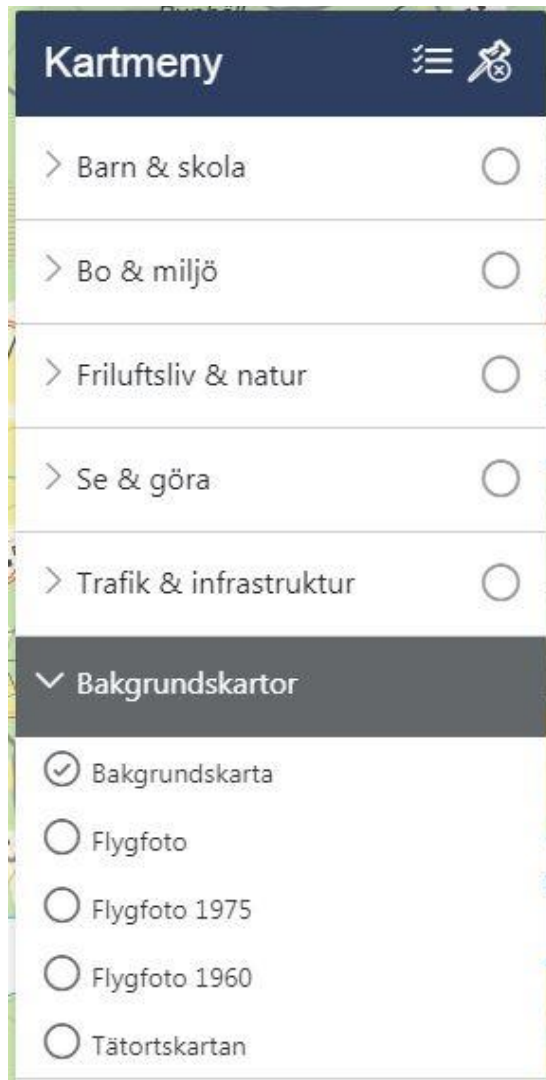 Kartmeny
Barn & skola
Bo & miljö
Friluftsliv & natur
Se & göra
Trafik & infrastruktur
Bakgrundskartor
Bakgrundskarta
Flygfoto
Flygfoto 1975
Flygfoto 1960
Tätortskartan